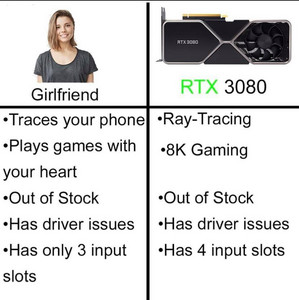 RTX 3080
Girlfriend
RTX 3080
•Traces your phone
•Plays games with
your heart
•Out of Stock
•Has driver issues
•Has only 3 input
slots
•Ray-Tracing
•8K Gaming
•Out of Stock
•Has driver issues
•Has 4 input slots